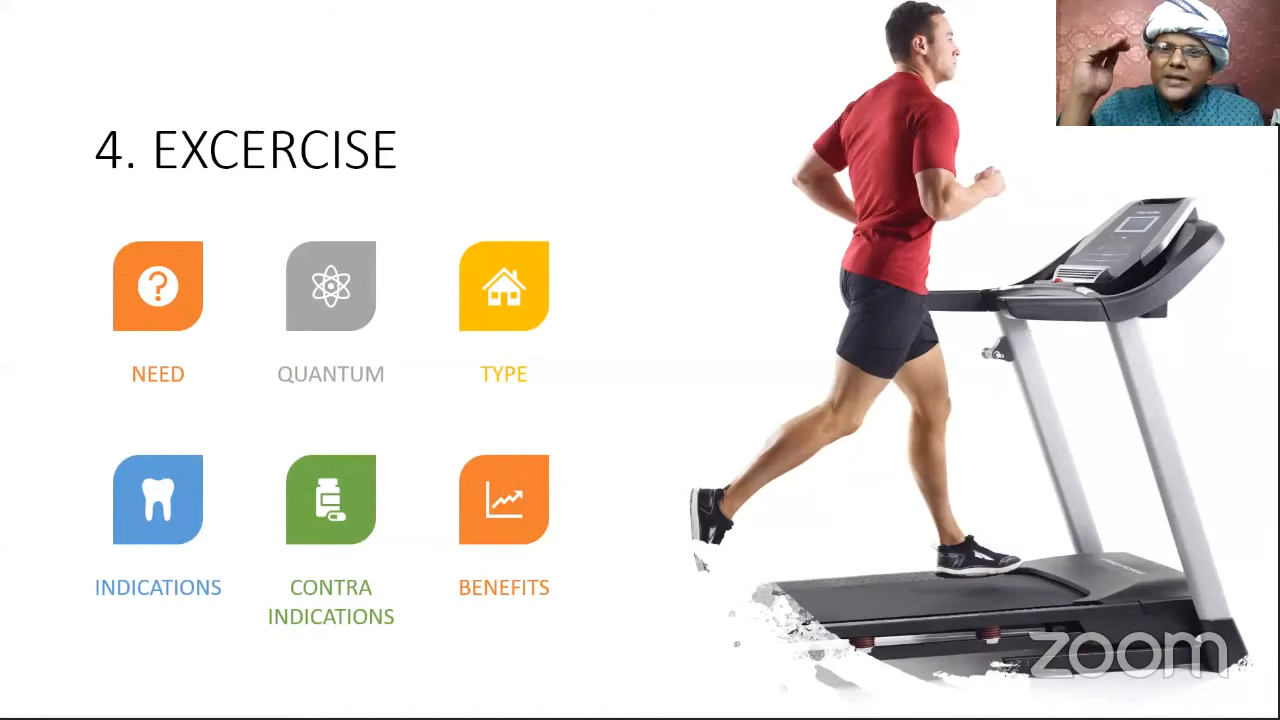 4. EXCERCISE
NEED
QUANTUM
TYPE
INDICATIONS
CONTRA
INDICATIONS
BENEFITS
zoom